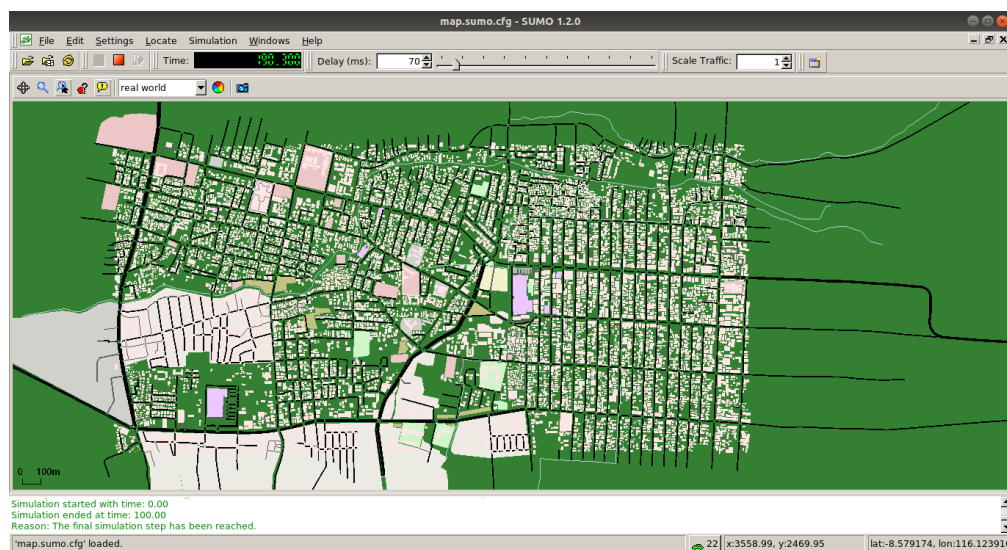 map.sumo.cfg - SUMO 1.2.0
File Edit Settings Locate Simulation Windows Help
Time: Delay (ms): 70 Scale Traffic: 1
real world
0 100m
Simulation started with time: 0.00
Simulation ended at time: 100.00
Reason: The final simulation step has been reached.
'map.sumo.cfg' loaded. 22 x:3558.99, y:2469.95 lat:-8.579174, lon:116.123910